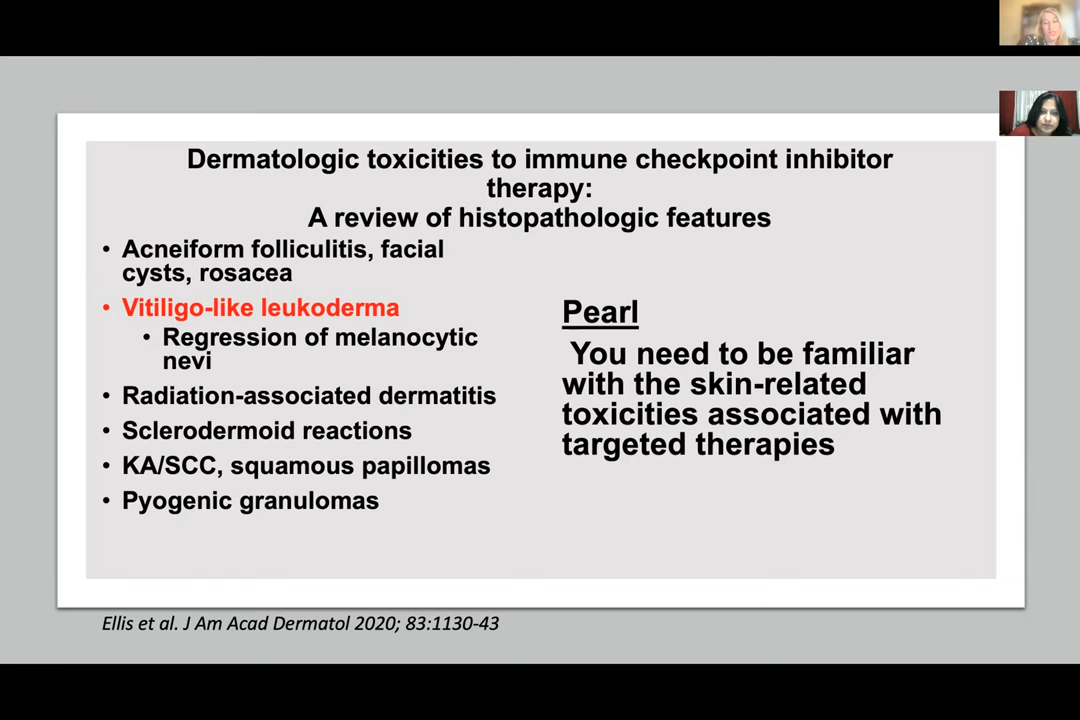 Dermatologic toxicities to immune checkpoint inhibitor
therapy:
A review of histopathologic features
• Acneiform folliculitis, facial
cysts, rosacea
• Vitiligo-like leukoderma
• Regression of melanocytic
nevi
• Radiation-associated dermatitis
• Sclerodermoid reactions
• KA/SCC, squamous papillomas
• Pyogenic granulomas
Pearl
You need to be familiar
with the skin-related
toxicities associated with
targeted therapies
Ellis et al. J Am Acad Dermatol 2020; 83:1130-43